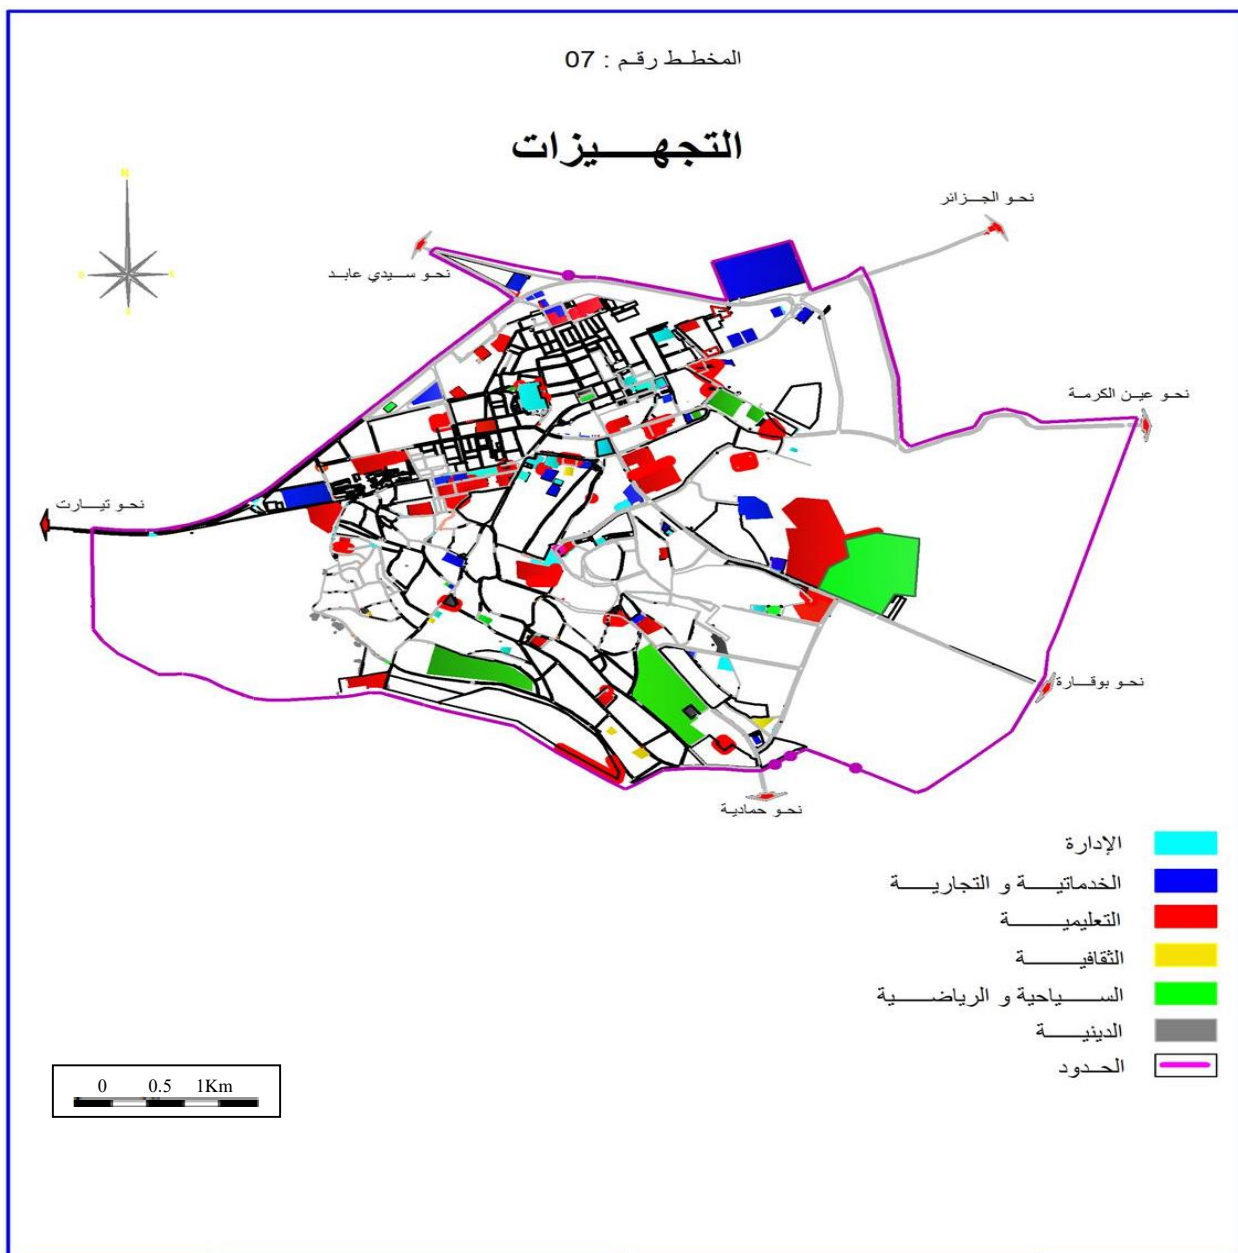 المخطط رقم : 07
التجهيزات
N
نحو الجزائر
نحو سيدي عابد
نحو عين الكرمة
نحو تيارت
نحو بوقارة
نحو حمادية
الإدارة
الخدماتية و التجارية
التعليمية
الثقافية
السياحية و الرياضية
الدينية
الحدود
0 0.5 1Km